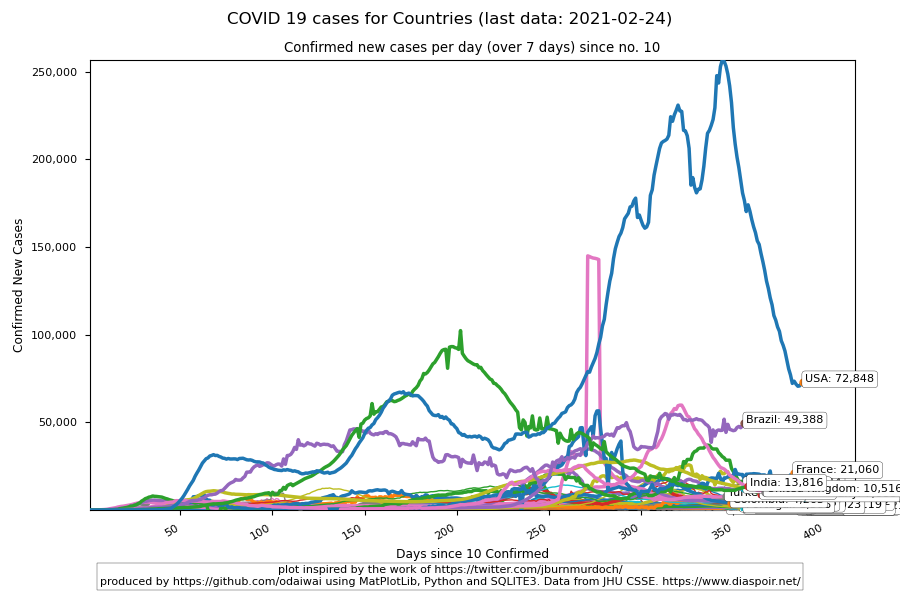 COVID 19 cases for Countries (last data: 2021-02-24)
Confirmed new cases per day (over 7 days) since no. 10
250,000
200,000
150,000
100,000
50,000
Confirmed New Cases
USA: 72,848
Brazil: 49,388
France: 21,060
India: 13,816
Kingdom: 10,516
50
100
150
200
250
300
350
400
Days since 10 Confirmed
plot inspired by the work of https://twitter.com/jburnmurdoch/
produced by https://github.com/odaiwai using MatPlotLib, Python and SQLITE3. Data from JHU CSSE. https://www.diaspoir.net/